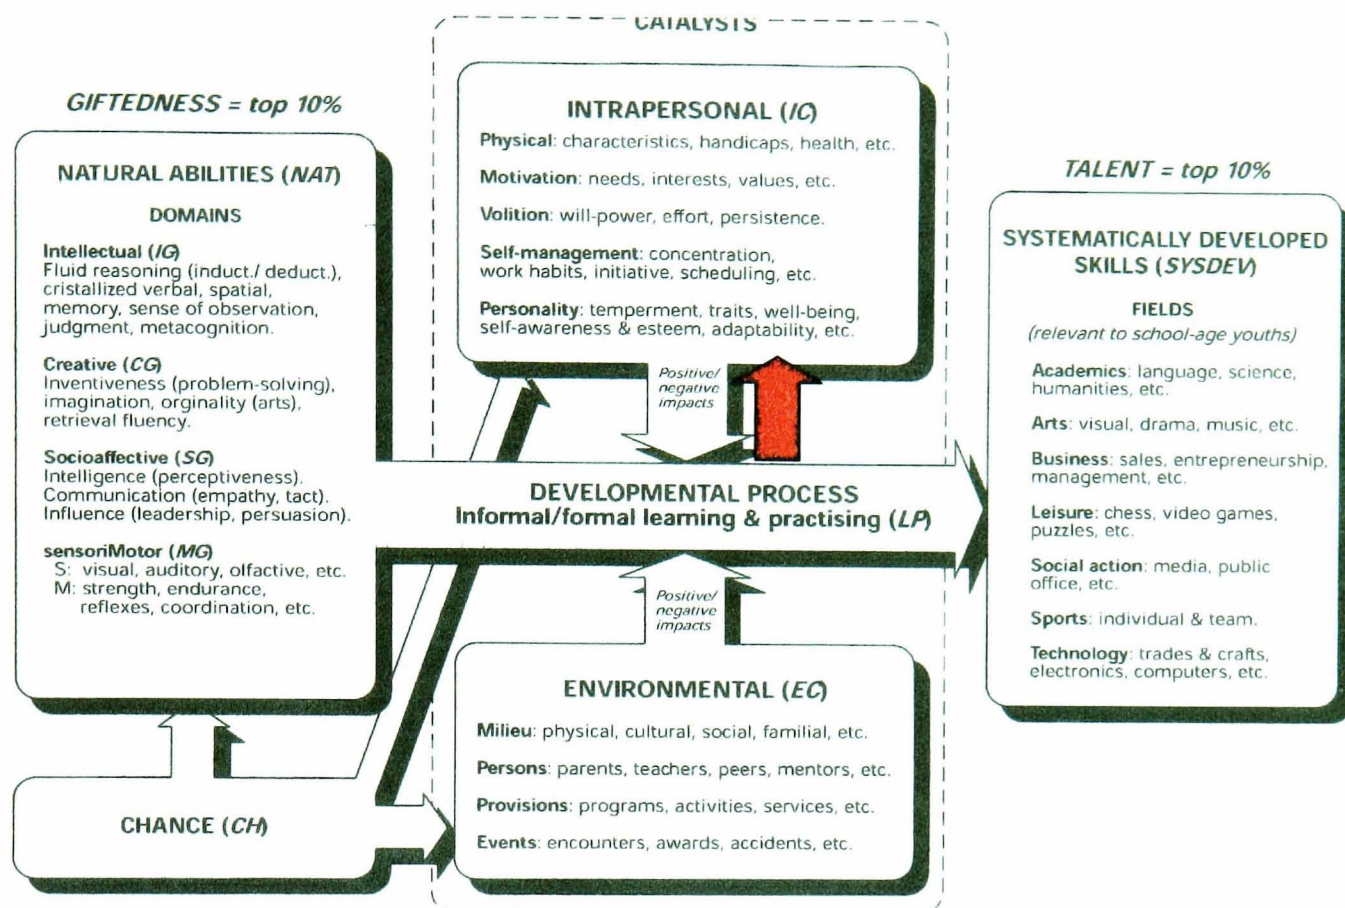 CATALYSTS
GIFTEDNESS = top 10%
NATURAL ABILITIES (NAT)
DOMAINS
Intellectual (IG)
Fluid reasoning (induct./ deduct.),
cristallized verbal, spatial,
memory, sense of observation,
judgment, metacognition.
Creative (CG)
Inventiveness (problem-solving),
imagination, orginality (arts),
retrieval fluency.
Socioaffective (SG)
Intelligence (perceptiveness).
Communication (empathy, tact).
Influence (leadership, persuasion).
sensoriMotor (MG)
S: visual, auditory, olfactive, etc.
M: strength, endurance,
reflexes, coordination, etc.
CHANCE (CH)
INTRAPERSONAL (IC)
Physical: characteristics, handicaps, health, etc.
Motivation: needs, interests, values, etc.
Volition: will-power, effort, persistence.
Self-management: concentration,
work habits, initiative, scheduling, etc.
Personality: temperment, traits, well-being,
self-awareness & esteem, adaptability, etc.
Positive/
negative
impacts
DEVELOPMENTAL PROCESS
Informal/formal learning & practising (LP)
Positive/
negative
impacts
ENVIRONMENTAL (EC)
Milieu: physical, cultural, social, familial, etc.
Persons: parents, teachers, peers, mentors, etc.
Provisions: programs, activities, services, etc.
Events: encounters, awards, accidents, etc.
TALENT = top 10%
SYSTEMATICALLY DEVELOPED
SKILLS (SYSDEV)
FIELDS
(relevant to school-age youths)
Academics: language, science,
humanities, etc.
Arts: visual, drama, music, etc.
Business: sales, entrepreneurship,
management, etc.
Leisure: chess, video games,
puzzles, etc.
Social action: media, public
office, etc.
Sports: individual & team.
Technology: trades & crafts,
electronics, computers, etc.